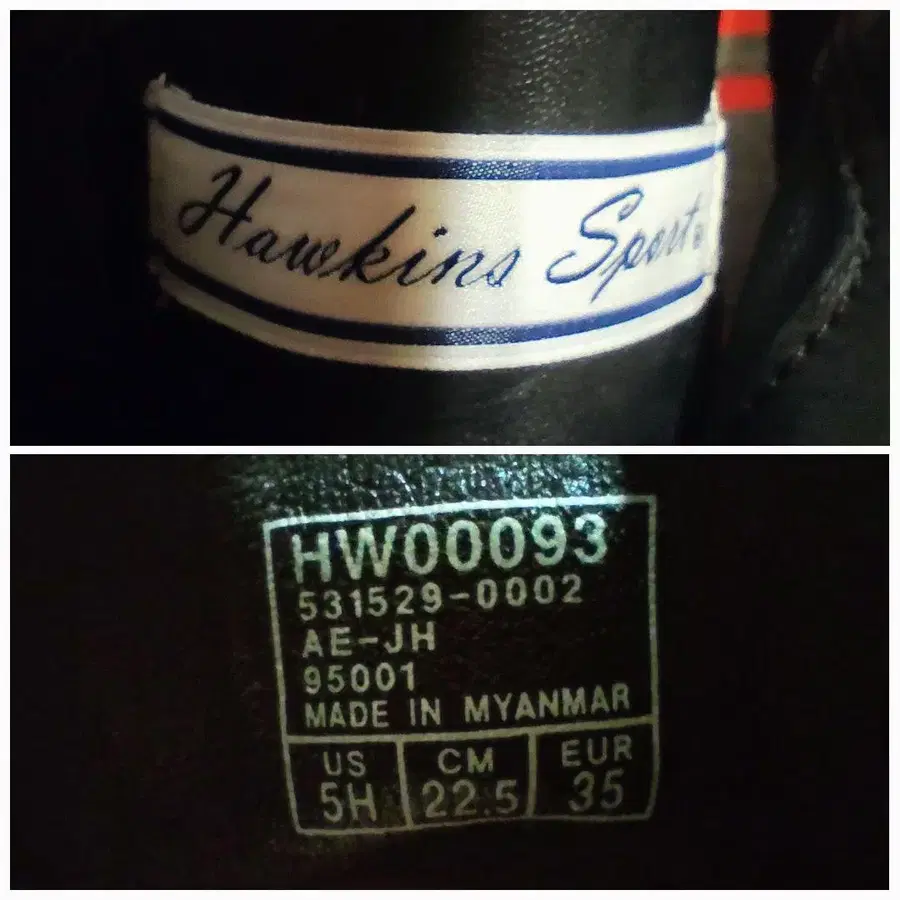 Hawkins Sport®
HW00093
531529-0002
AE-JH
95001
MADE IN MYANMAR
US CM EUR
5H 22.5 35